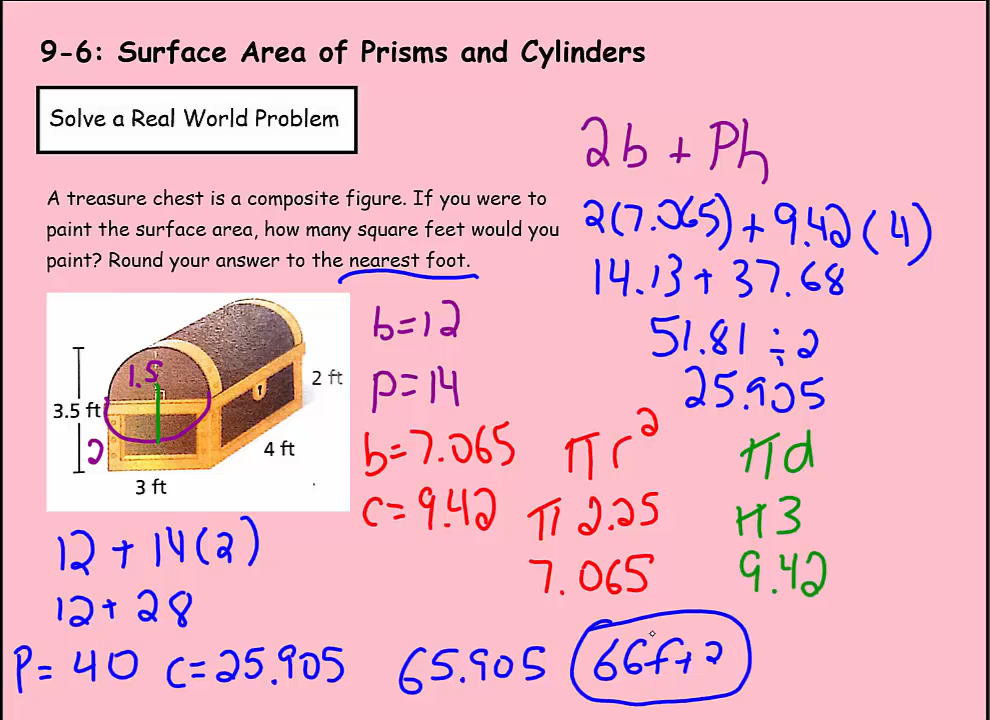 9-6: Surface Area of Prisms and Cylinders
Solve a Real World Problem
A treasure chest is a composite figure. If you were to
paint the surface area, how many square feet would you
paint? Round your answer to the nearest foot.
2b + Ph
2(7.065) + 9.42(4)
14.13 + 37.68
51.81 ÷ 2
25.905
1.5
3.5 ft
2
2 ft
4 ft
3 ft
b=12
p=14
b=7.065
c=9.42
πr²
π 2.25
7.065
πd
π3
9.42
12 + 14(2)
12 + 28
P= 40 C=25.905 65.905 66ft2